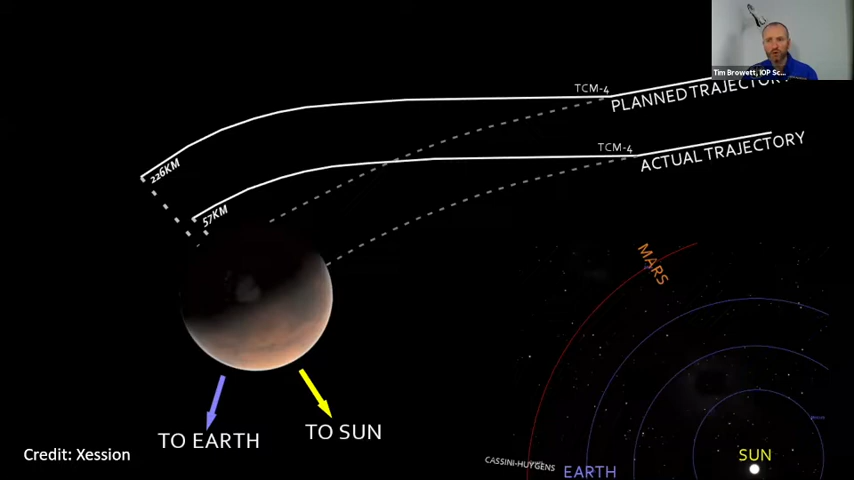 Tim Browett, IOP Sc...
TCM-4
PLANNED TRAJECTORY
TCM-4
ACTUAL TRAJECTORY
226KM
57KM
MARS
TO EARTH
TO SUN
Credit: Xession
CASSINI-HUYGENS
EARTH
SUN